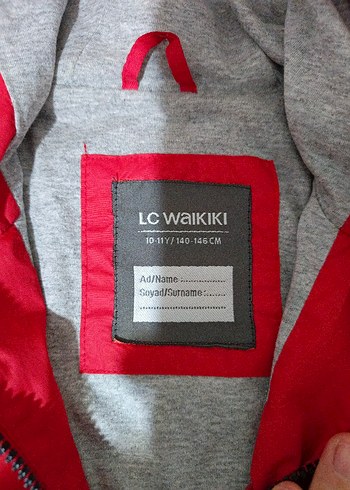 LC WAIKIKI
10-11Y/140-146 CM
Ad/Name ...............
Soyad/Surname:.......
.............................